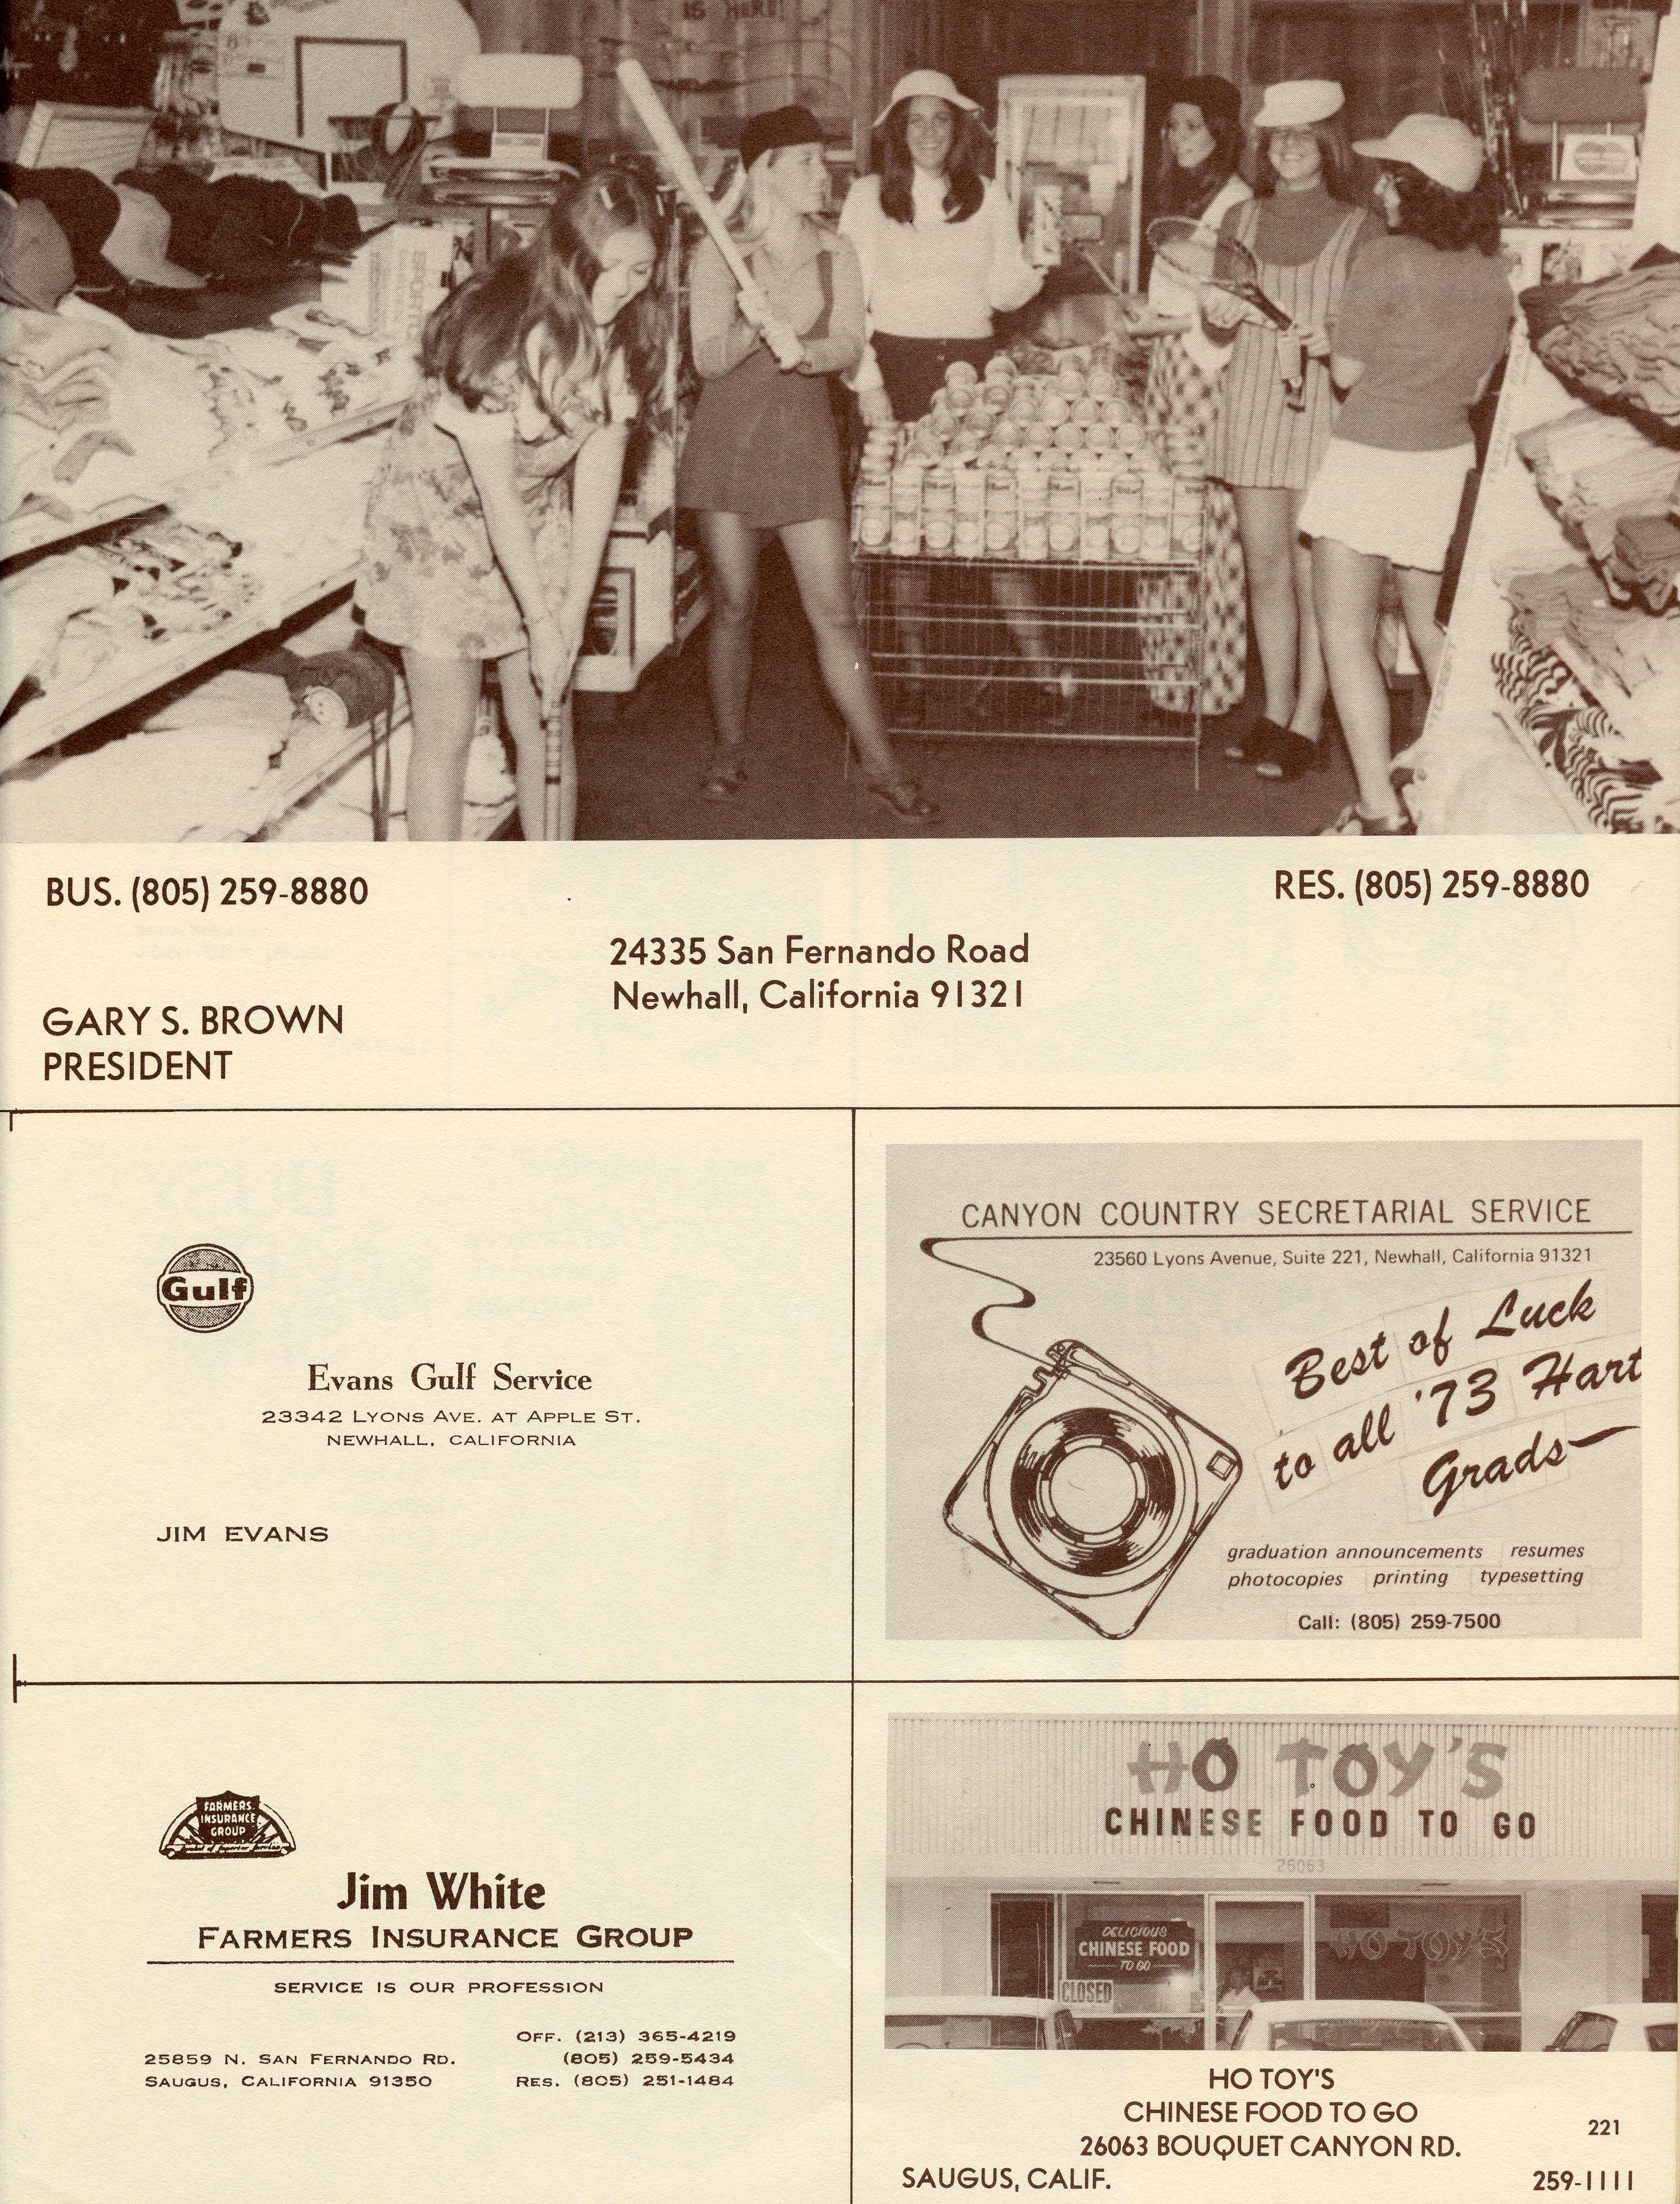 IS HERE!
BUS. (805) 259-8880
RES. (805) 259-8880
24335 San Fernando Road
Newhall, California 91321
GARY S. BROWN
PRESIDENT
Gulf
Evans Gulf Service
23342 LYONS AVE. AT APPLE ST.
NEWHALL, CALIFORNIA
JIM EVANS
CANYON COUNTRY SECRETARIAL SERVICE
23560 Lyons Avenue, Suite 221, Newhall, California 91321
Best of Luck
to all '73 Hart
Grads—
graduation announcements resumes
photocopies printing typesetting
Call: (805) 259-7500
FARMERS
INSURANCE
GROUP
Jim White
FARMERS INSURANCE GROUP
SERVICE IS OUR PROFESSION
OFF. (213) 365-4219
25859 N. SAN FERNANDO RD. (805) 259-5434
SAUGUS, CALIFORNIA 91350 RES. (805) 251-1484
HO TOY'S
CHINESE FOOD TO GO
26063
DELICIOUS
CHINESE FOOD
TO GO
HO TOY'S
CLOSED
HO TOY'S
CHINESE FOOD TO GO
26063 BOUQUET CANYON RD.
221
SAUGUS, CALIF. 259-1111